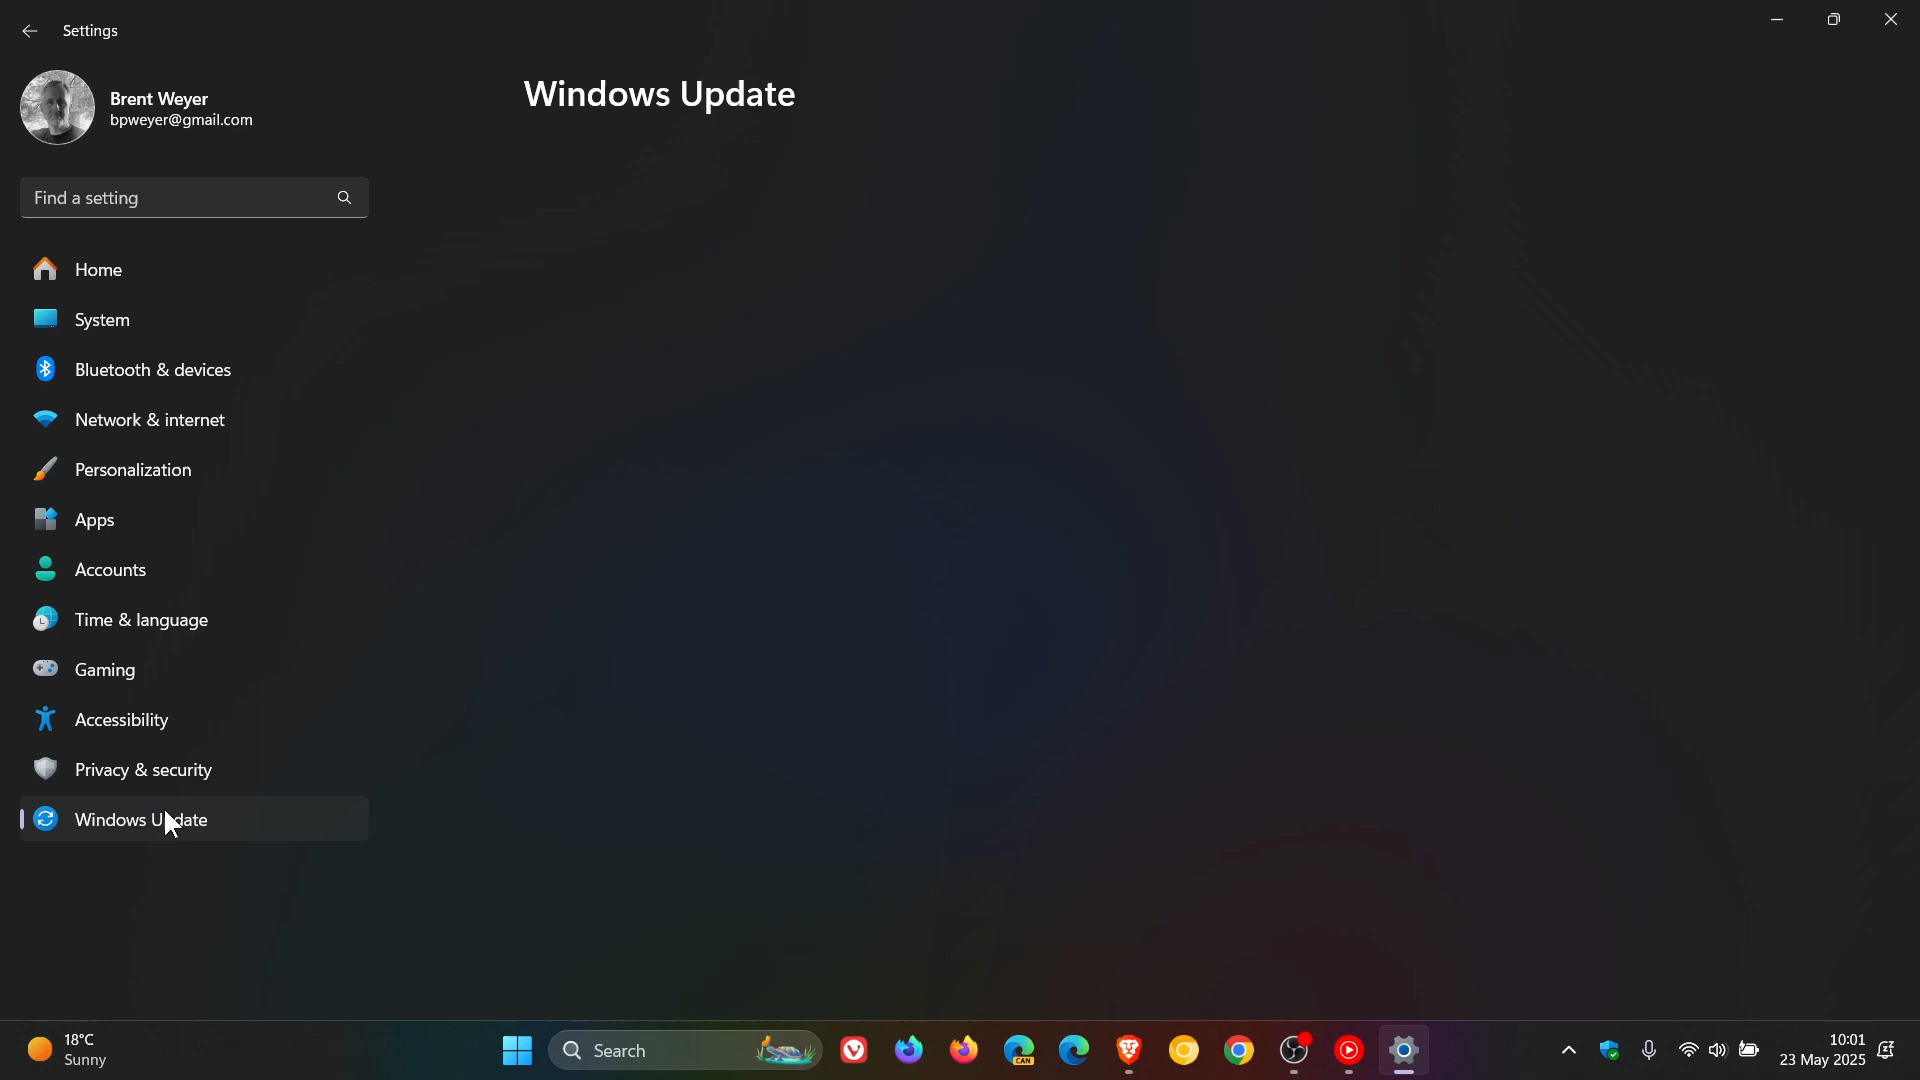 Settings
Brent Weyer
bpweyer@gmail.com
Find a setting
Home
System
Bluetooth & devices
Network & internet
Personalization
Apps
Accounts
Time & language
Gaming
Accessibility
Privacy & security
Windows Update
Windows Update
18°C
Sunny
Search
CAN
10:01
23 May 2025